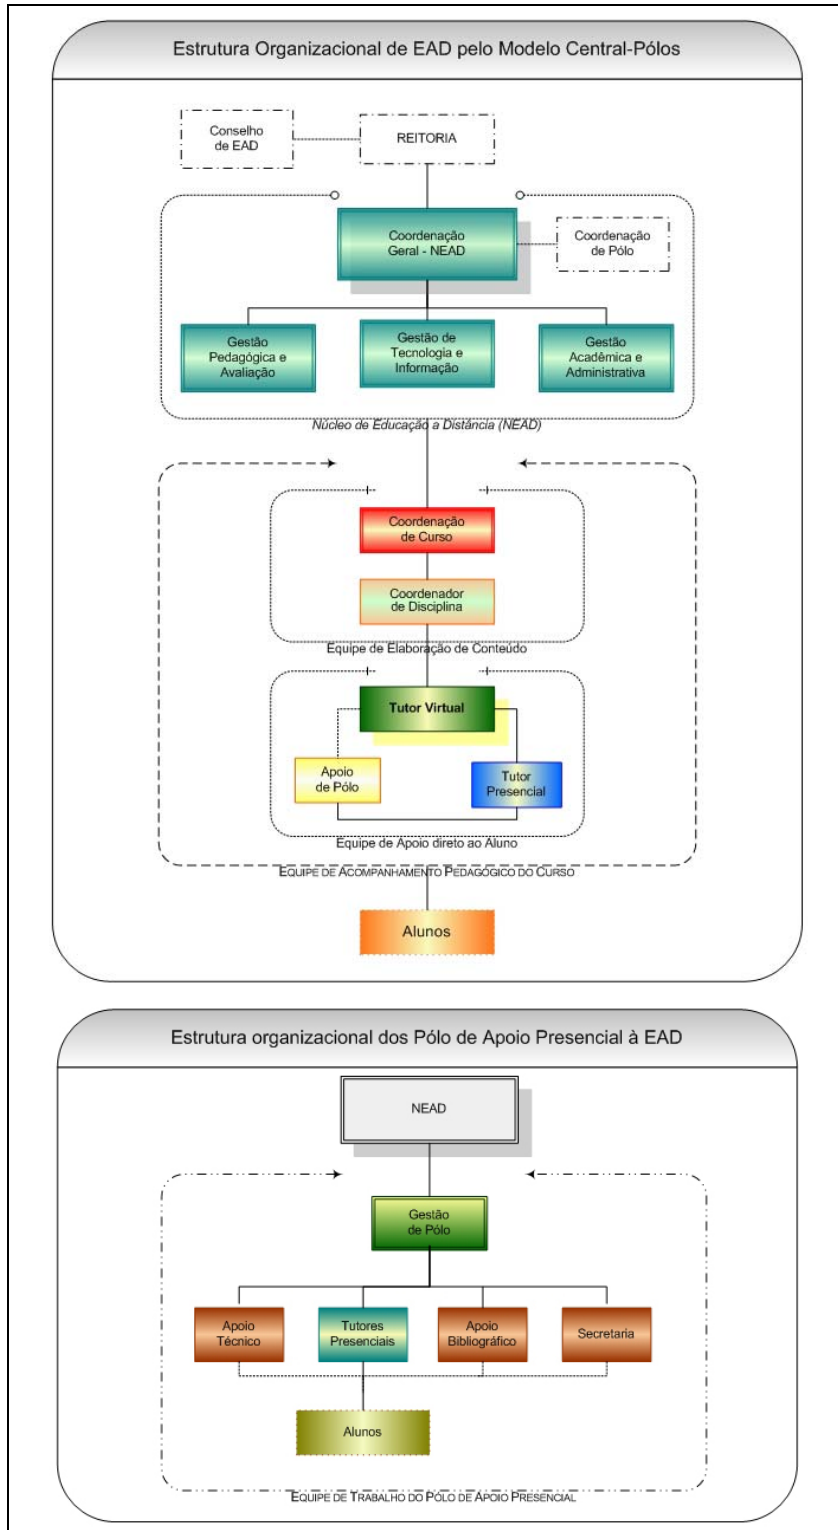 Estrutura Organizacional de EAD pelo Modelo Central-Pólos
Conselho
de EAD
REITORIA
Coordenação
Geral - NEAD
Coordenação
de Pólo
Gestão
Pedagógica e
Avaliação
Gestão de
Tecnologia e
Informação
Gestão
Acadêmica e
Administrativa
Núcleo de Educação a Distância (NEAD)
Coordenação
de Curso
Coordenador
de Disciplina
Equipe de Elaboração de Conteúdo
Tutor Virtual
Apoio
de Pólo
Tutor
Presencial
Equipe de Apoio direto ao Aluno
EQUIPE DE ACOMPANHAMENTO PEDAGÓGICO DO CURSO
Alunos
Estrutura organizacional dos Pólo de Apoio Presencial à EAD
NEAD
Gestão
de Pólo
Apoio
Técnico
Tutores
Presenciais
Apoio
Bibliográfico
Secretaria
Alunos
EQUIPE DE TRABALHO DO PÓLO DE APOIO PRESENCIAL